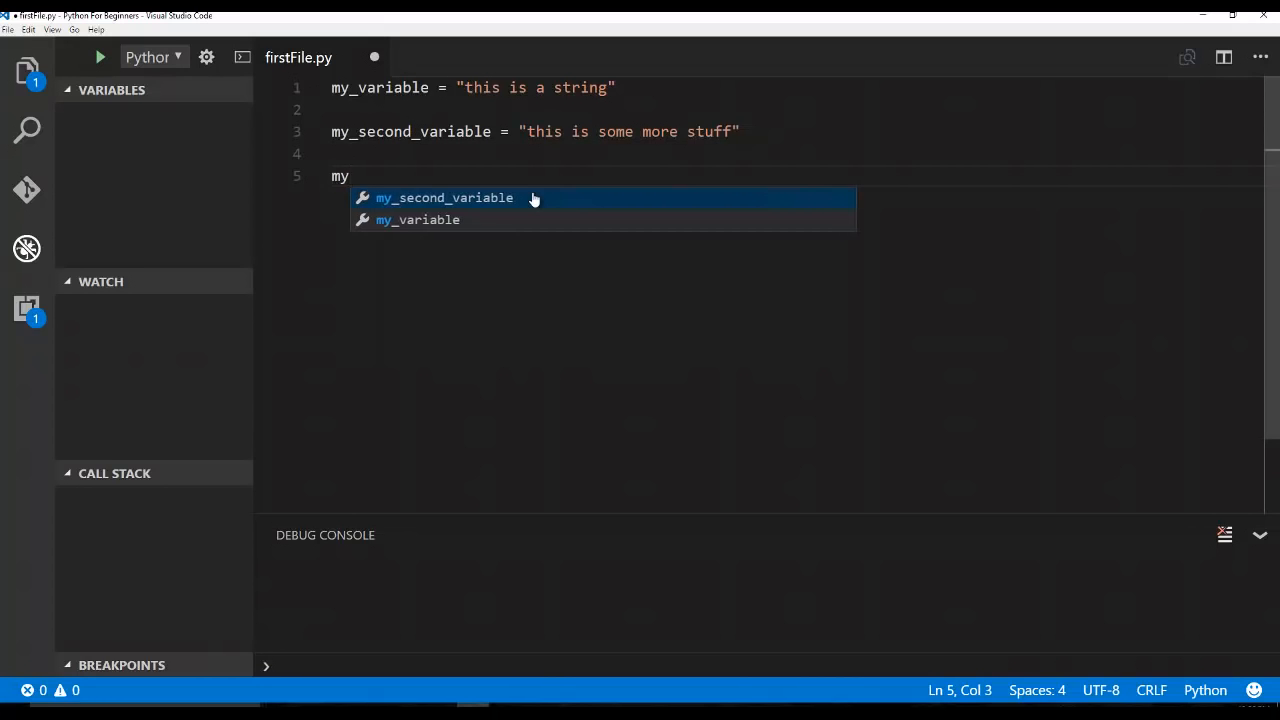 ● firstFile.py - Python For Beginners - Visual Studio Code
File Edit View Go Help
Python
firstFile.py
VARIABLES
1 my_variable = "this is a string"
2
3 my_second_variable = "this is some more stuff"
4
5 my
my_second_variable
my_variable
1
WATCH
1
CALL STACK
DEBUG CONSOLE
BREAKPOINTS
0 0 Ln 5, Col 3 Spaces: 4 UTF-8 CRLF Python